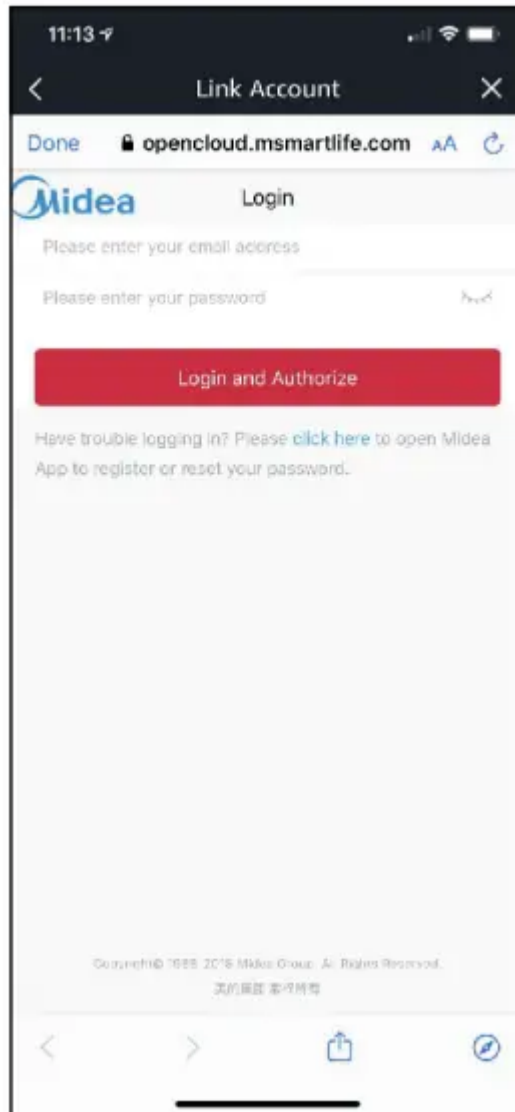 11:13
Link Account
Done opencloud.msmartlife.com AA
Midea Login
Please enter your email address
Please enter your password
Login and Authorize
Have trouble logging in? Please click here to open Midea
App to register or reset your password.
Copyright© 2018 Midea Group. All Rights Reserved.